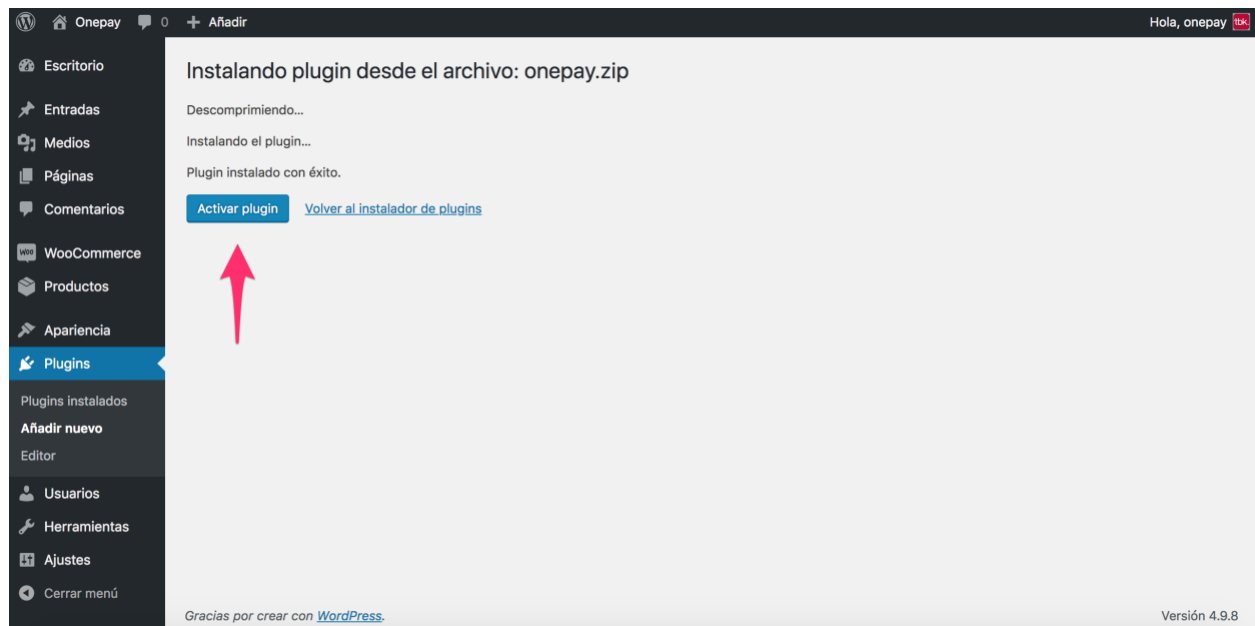 Onepay 0 + Añadir Hola, onepay tbk.
Escritorio
Entradas
Medios
Páginas
Comentarios
woo WooCommerce
Productos
Apariencia
Plugins
Plugins instalados
Añadir nuevo
Editor
Usuarios
Herramientas
Ajustes
Cerrar menú
Instalando plugin desde el archivo: onepay.zip
Descomprimiendo...
Instalando el plugin...
Plugin instalado con éxito.
Activar plugin Volver al instalador de plugins
Gracias por crear con WordPress. Versión 4.9.8